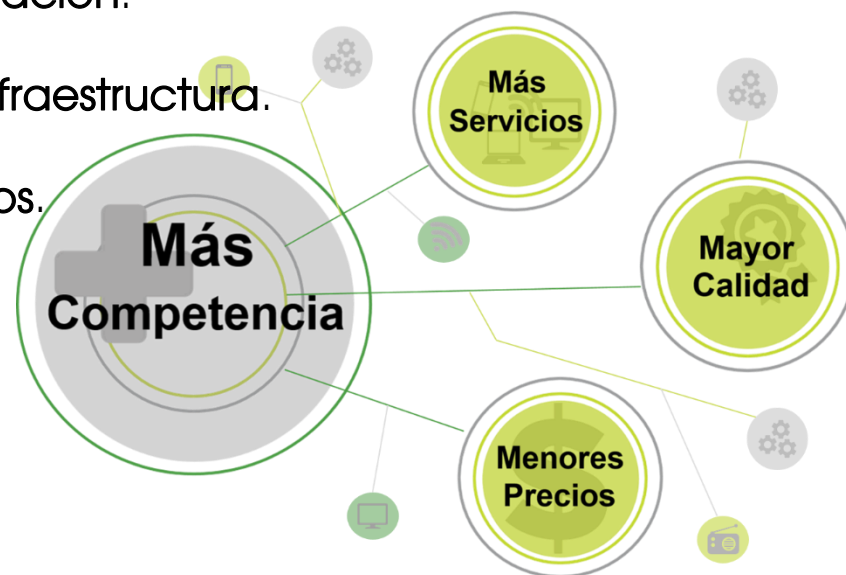 fraestructura.
os.
Más
Servicios
Más
Competencia
Mayor
Calidad
Menores
Precios